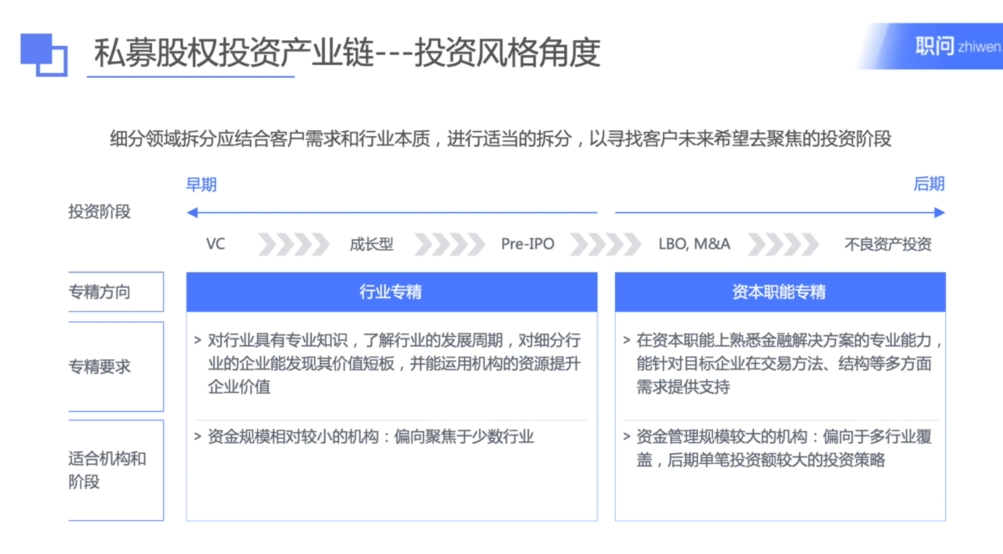 私募股权投资产业链---投资风格角度
职问 zhiwen
细分领域拆分应结合客户需求和行业本质，进行适当的拆分，以寻找客户未来希望去聚焦的投资阶段
早期
后期
投资阶段
VC
成长型
Pre-IPO
LBO, M&A
不良资产投资
专精方向
行业专精
资本职能专精
专精要求
> 对行业具有专业知识，了解行业的发展周期，对细分行
业的企业能发现其价值短板，并能运用机构的资源提升
企业价值
> 在资本职能上熟悉金融解决方案的专业能力，
能针对目标企业在交易方法、结构等多方面
需求提供支持
适合机构和
阶段
> 资金规模相对较小的机构：偏向聚焦于少数行业
> 资金管理规模较大的机构：偏向于多行业覆
盖，后期单笔投资额较大的投资策略